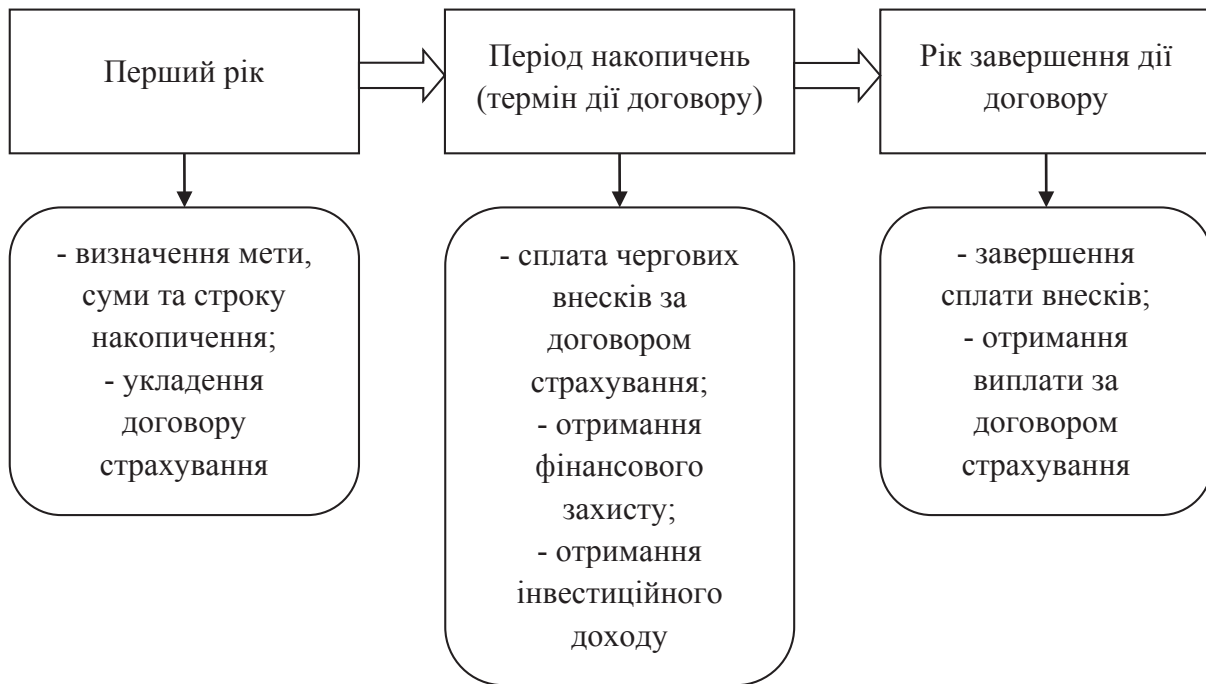 Перший рік
Період накопичень
(термін дії договору)
Рік завершення дії
договору
- визначення мети,
суми та строку
накопичення;
- укладення
договору
страхування
- сплата чергових
внесків за
договором
страхування;
- отримання
фінансового
захисту;
- отримання
інвестиційного
доходу
- завершення
сплати внесків;
- отримання
виплати за
договором
страхування